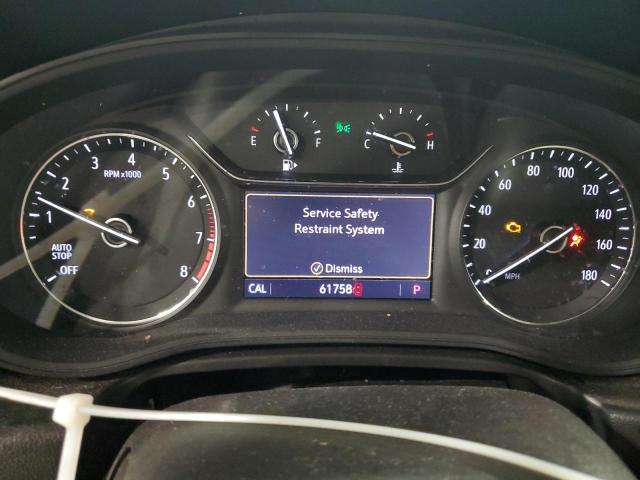 E F
C H
RPM x1000
1 2 3 4 5 6 7 8
AUTO
STOP
OFF
Service Safety
Restraint System
Dismiss
CAL 61758 P
0 20 40 60 80 100 120 140 160 180
MPH